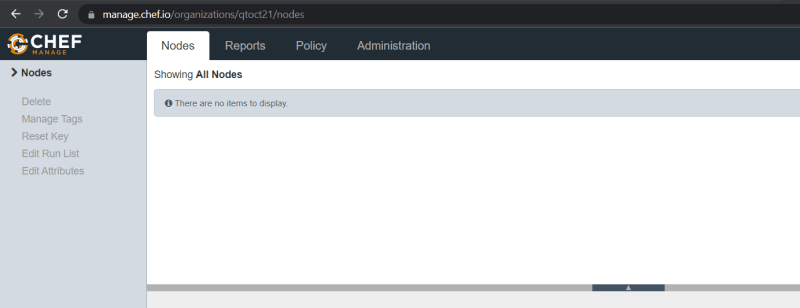 manage.chef.io/organizations/qtoct21/nodes
CHEF
MANAGE
Nodes
Reports
Policy
Administration
Nodes
Delete
Manage Tags
Reset Key
Edit Run List
Edit Attributes
Showing All Nodes
There are no items to display.